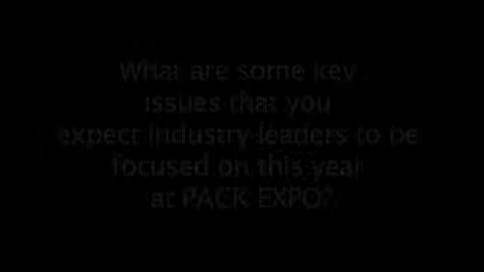 What are some key
issues that you
expect industry leaders to be
focused on this year
at PACK EXPO?